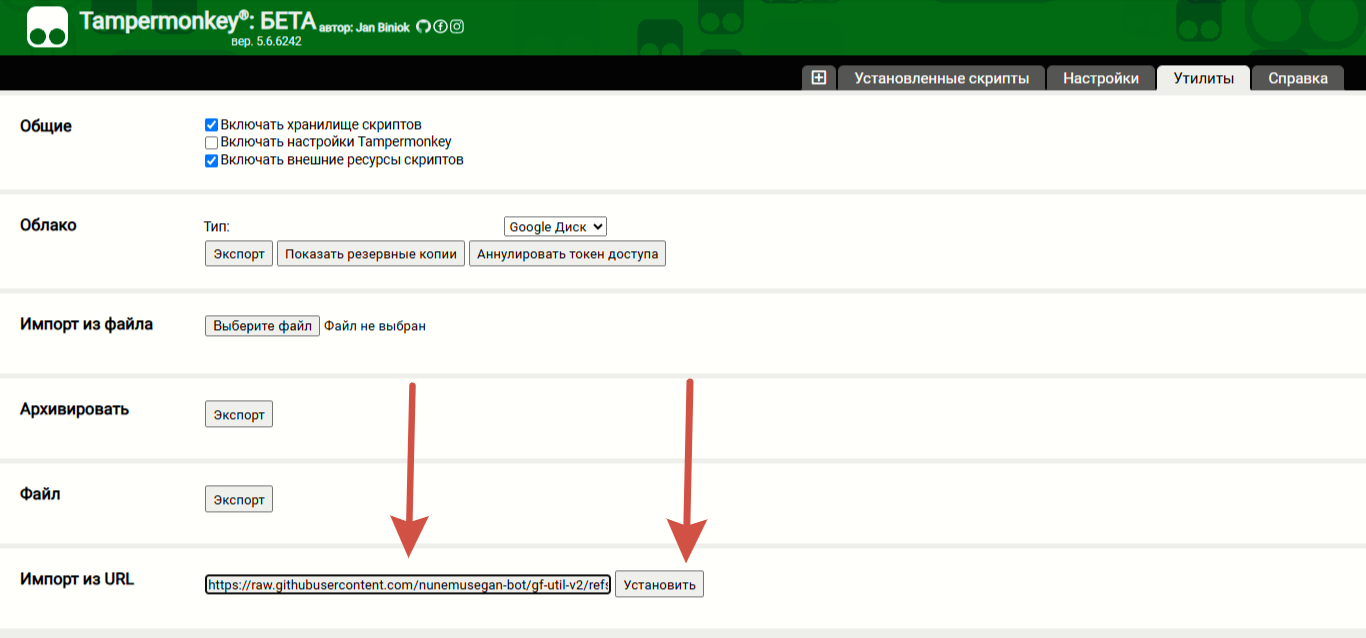 Tampermonkey®: БЕТА автор: Jan Biniok
вер. 5.6.6242
Установленные скрипты Настройки Утилиты Справка
Общие
Включать хранилище скриптов
Включать настройки Tampermonkey
Включать внешние ресурсы скриптов
Облако
Тип: Google Диск
Экспорт Показать резервные копии Аннулировать токен доступа
Импорт из файла Выберите файл Файл не выбран
Архивировать Экспорт
Файл Экспорт
Импорт из URL https://raw.githubusercontent.com/nunemusegan-bot/gf-util-v2/refs Установить